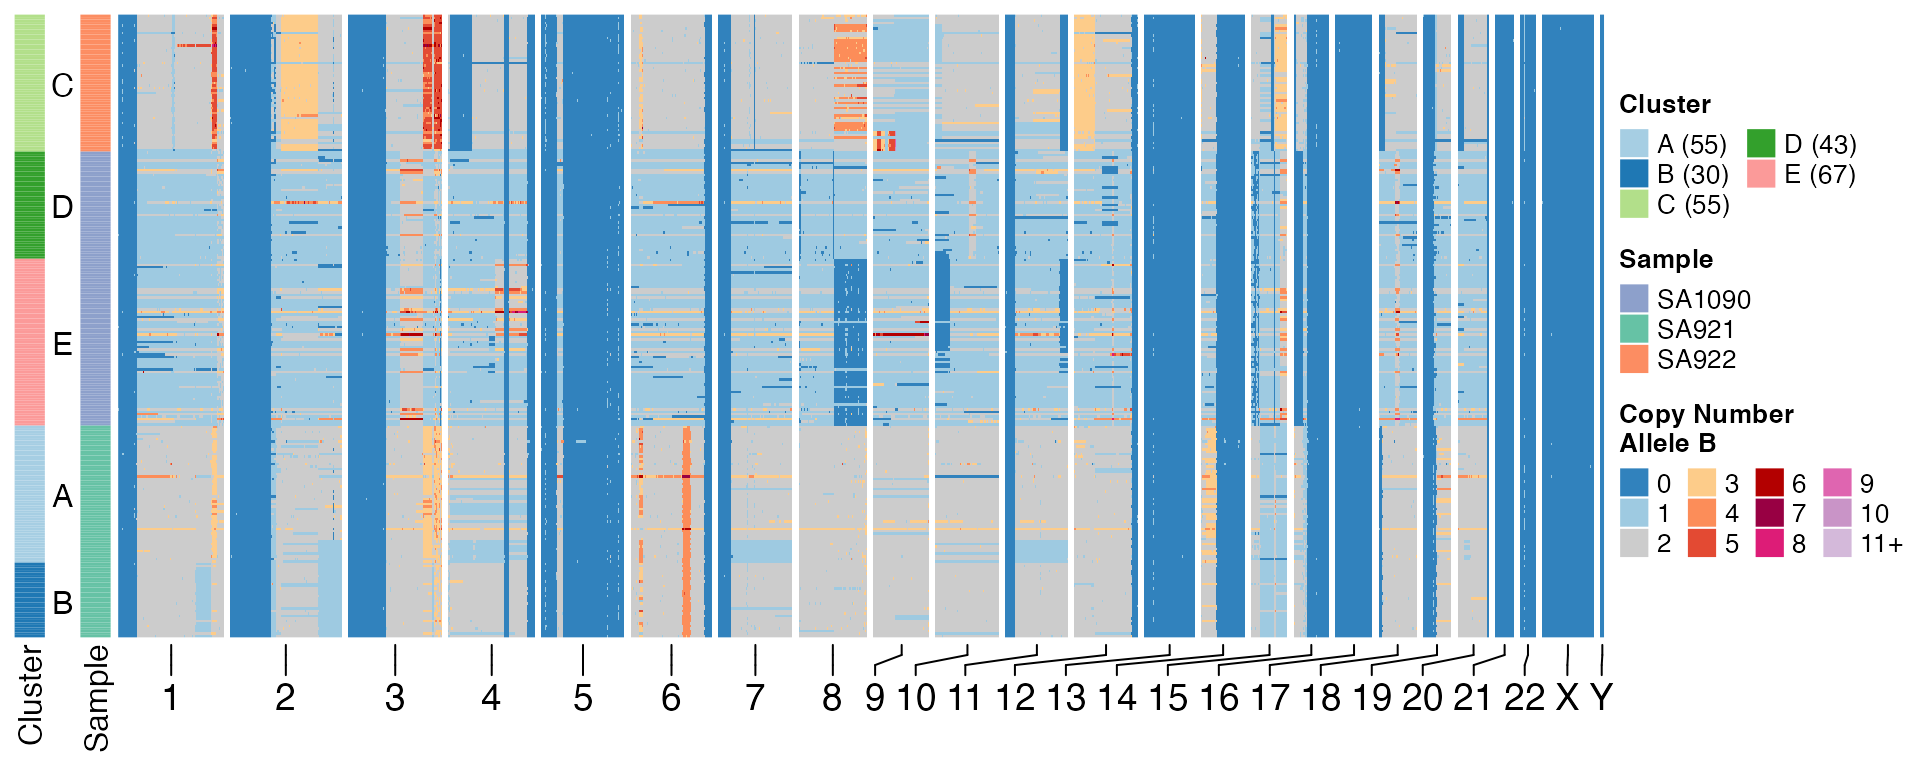 C
D
E
A
B
Cluster
Sample
1 2 3 4 5 6 7 8 9 10 11 12 13 14 15 16 17 18 19 20 21 22 X Y
Cluster
A (55) D (43)
B (30) E (67)
C (55)
Sample
SA1090
SA921
SA922
Copy Number
Allele B
0 3 6 9
1 4 7 10
2 5 8 11+